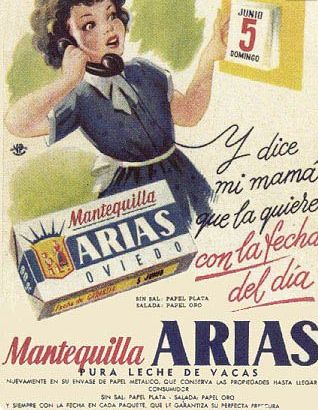 JUNIO
5
DOMINGO
Y dice
mi mamá
que la quiere
con la fecha
del día
Mantequilla
ARIAS
OVIEDO
5 Junio
SIN SAL: PAPEL PLATA
SALADA: PAPEL ORO
Mantequilla ARIAS
PURA LECHE DE VACAS
NUEVAMENTE EN SU ENVASE DE PAPEL METALICO, QUE CONSERVA LAS PROPIEDADES HASTA LLEGAR
CONSUMIDOR
SIN SAL: PAPEL PLATA - SALADA: PAPEL ORO
Y SIEMPRE CON LA FECHA EN CADA PAQUETE, QUE LE GARANTIZA SU PERFECTA FRESCURA